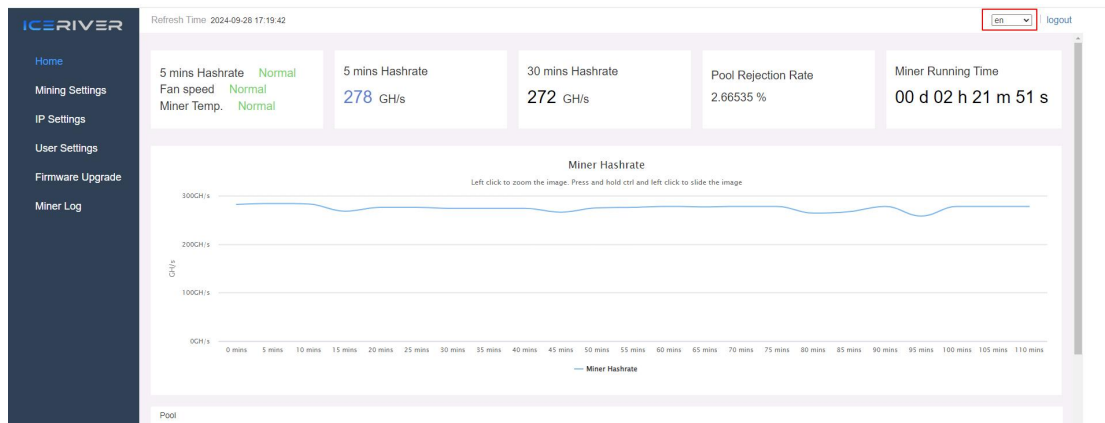 ICERIVER
Refresh Time 2024-09-28 17:19:42
en
logout
Home
Mining Settings
IP Settings
User Settings
Firmware Upgrade
Miner Log
5 mins Hashrate Normal
Fan speed Normal
Miner Temp. Normal
5 mins Hashrate
278 GH/s
30 mins Hashrate
272 GH/s
Pool Rejection Rate
2.66535 %
Miner Running Time
00 d 02 h 21 m 51 s
Miner Hashrate
Left click to zoom the image. Press and hold ctrl and left click to slide the image
300GH/s
200GH/s
100GH/s
0GH/s
GH/s
0 mins 5 mins 10 mins 15 mins 20 mins 25 mins 30 mins 35 mins 40 mins 45 mins 50 mins 55 mins 60 mins 65 mins 70 mins 75 mins 80 mins 85 mins 90 mins 95 mins 100 mins 105 mins 110 mins
Miner Hashrate
Pool